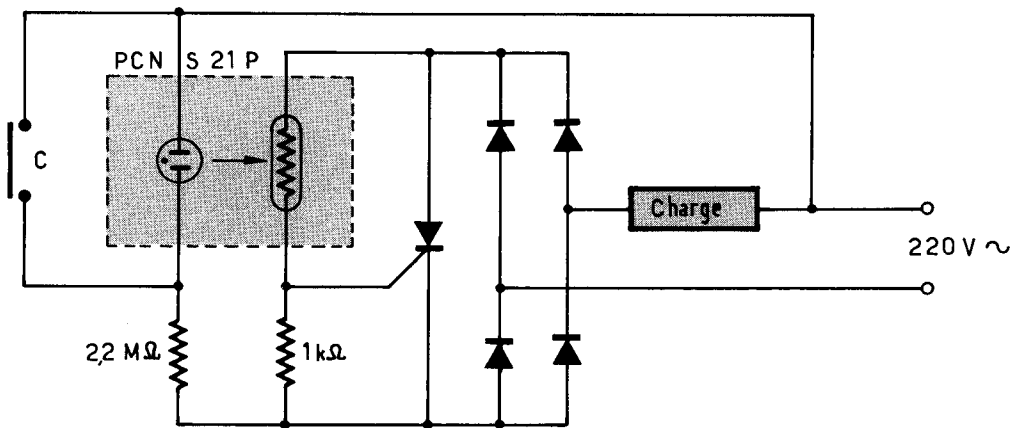 PCN S 21 P
C
Charge
220 V ~
2,2 MΩ
1 kΩ